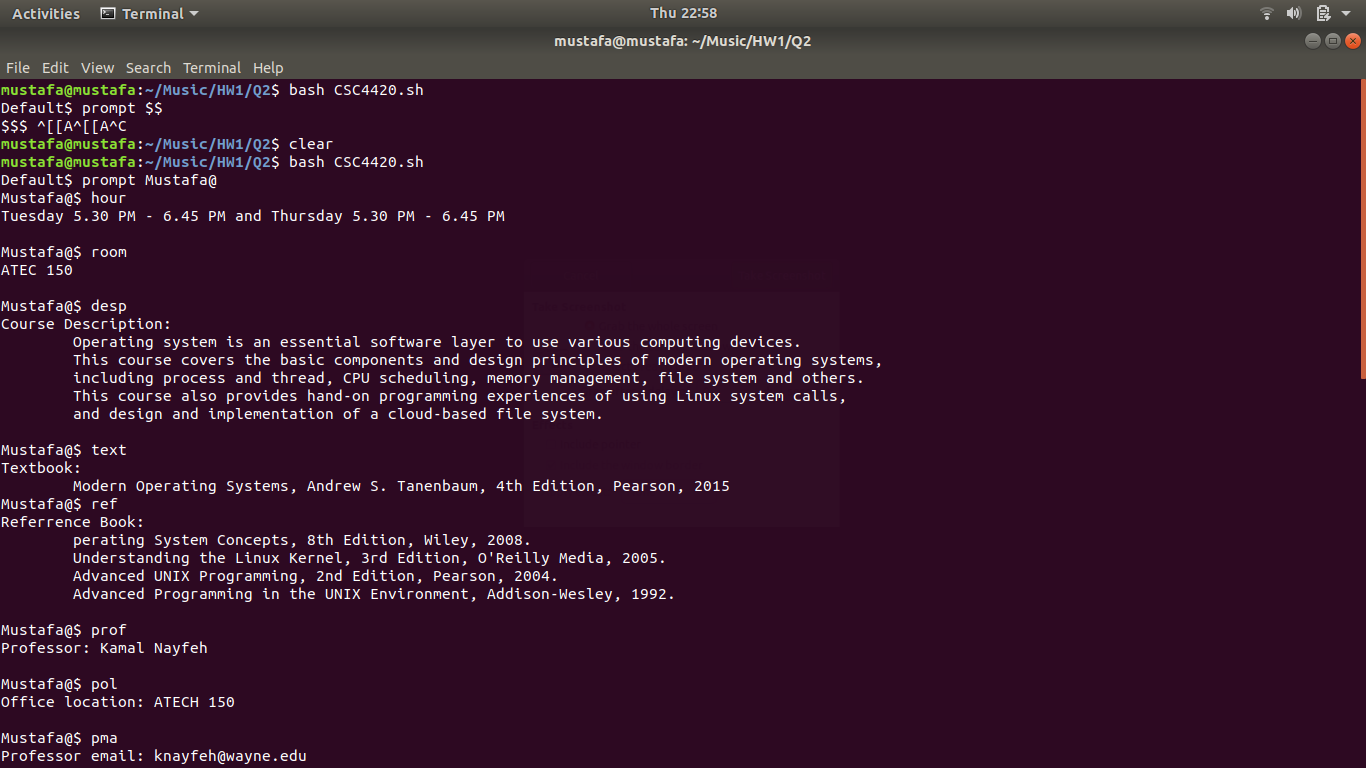 Activities Terminal Thu 22:58
mustafa@mustafa: ~/Music/HW1/Q2
File Edit View Search Terminal Help
mustafa@mustafa:~/Music/HW1/Q2$ bash CSC4420.sh
Default$ prompt $$
$$$ ^[[A^[[A^C
mustafa@mustafa:~/Music/HW1/Q2$ clear
mustafa@mustafa:~/Music/HW1/Q2$ bash CSC4420.sh
Default$ prompt Mustafa@
Mustafa@$ hour
Tuesday 5.30 PM - 6.45 PM and Thursday 5.30 PM - 6.45 PM
Mustafa@$ room
ATEC 150
Mustafa@$ desp
Course Description:
Operating system is an essential software layer to use various computing devices.
This course covers the basic components and design principles of modern operating systems,
including process and thread, CPU scheduling, memory management, file system and others.
This course also provides hand-on programming experiences of using Linux system calls,
and design and implementation of a cloud-based file system.
Mustafa@$ text
Textbook:
Modern Operating Systems, Andrew S. Tanenbaum, 4th Edition, Pearson, 2015
Mustafa@$ ref
Referrence Book:
perating System Concepts, 8th Edition, Wiley, 2008.
Understanding the Linux Kernel, 3rd Edition, O'Reilly Media, 2005.
Advanced UNIX Programming, 2nd Edition, Pearson, 2004.
Advanced Programming in the UNIX Environment, Addison-Wesley, 1992.
Mustafa@$ prof
Professor: Kamal Nayfeh
Mustafa@$ pol
Office location: ATECH 150
Mustafa@$ pma
Professor email: knayfeh@wayne.edu